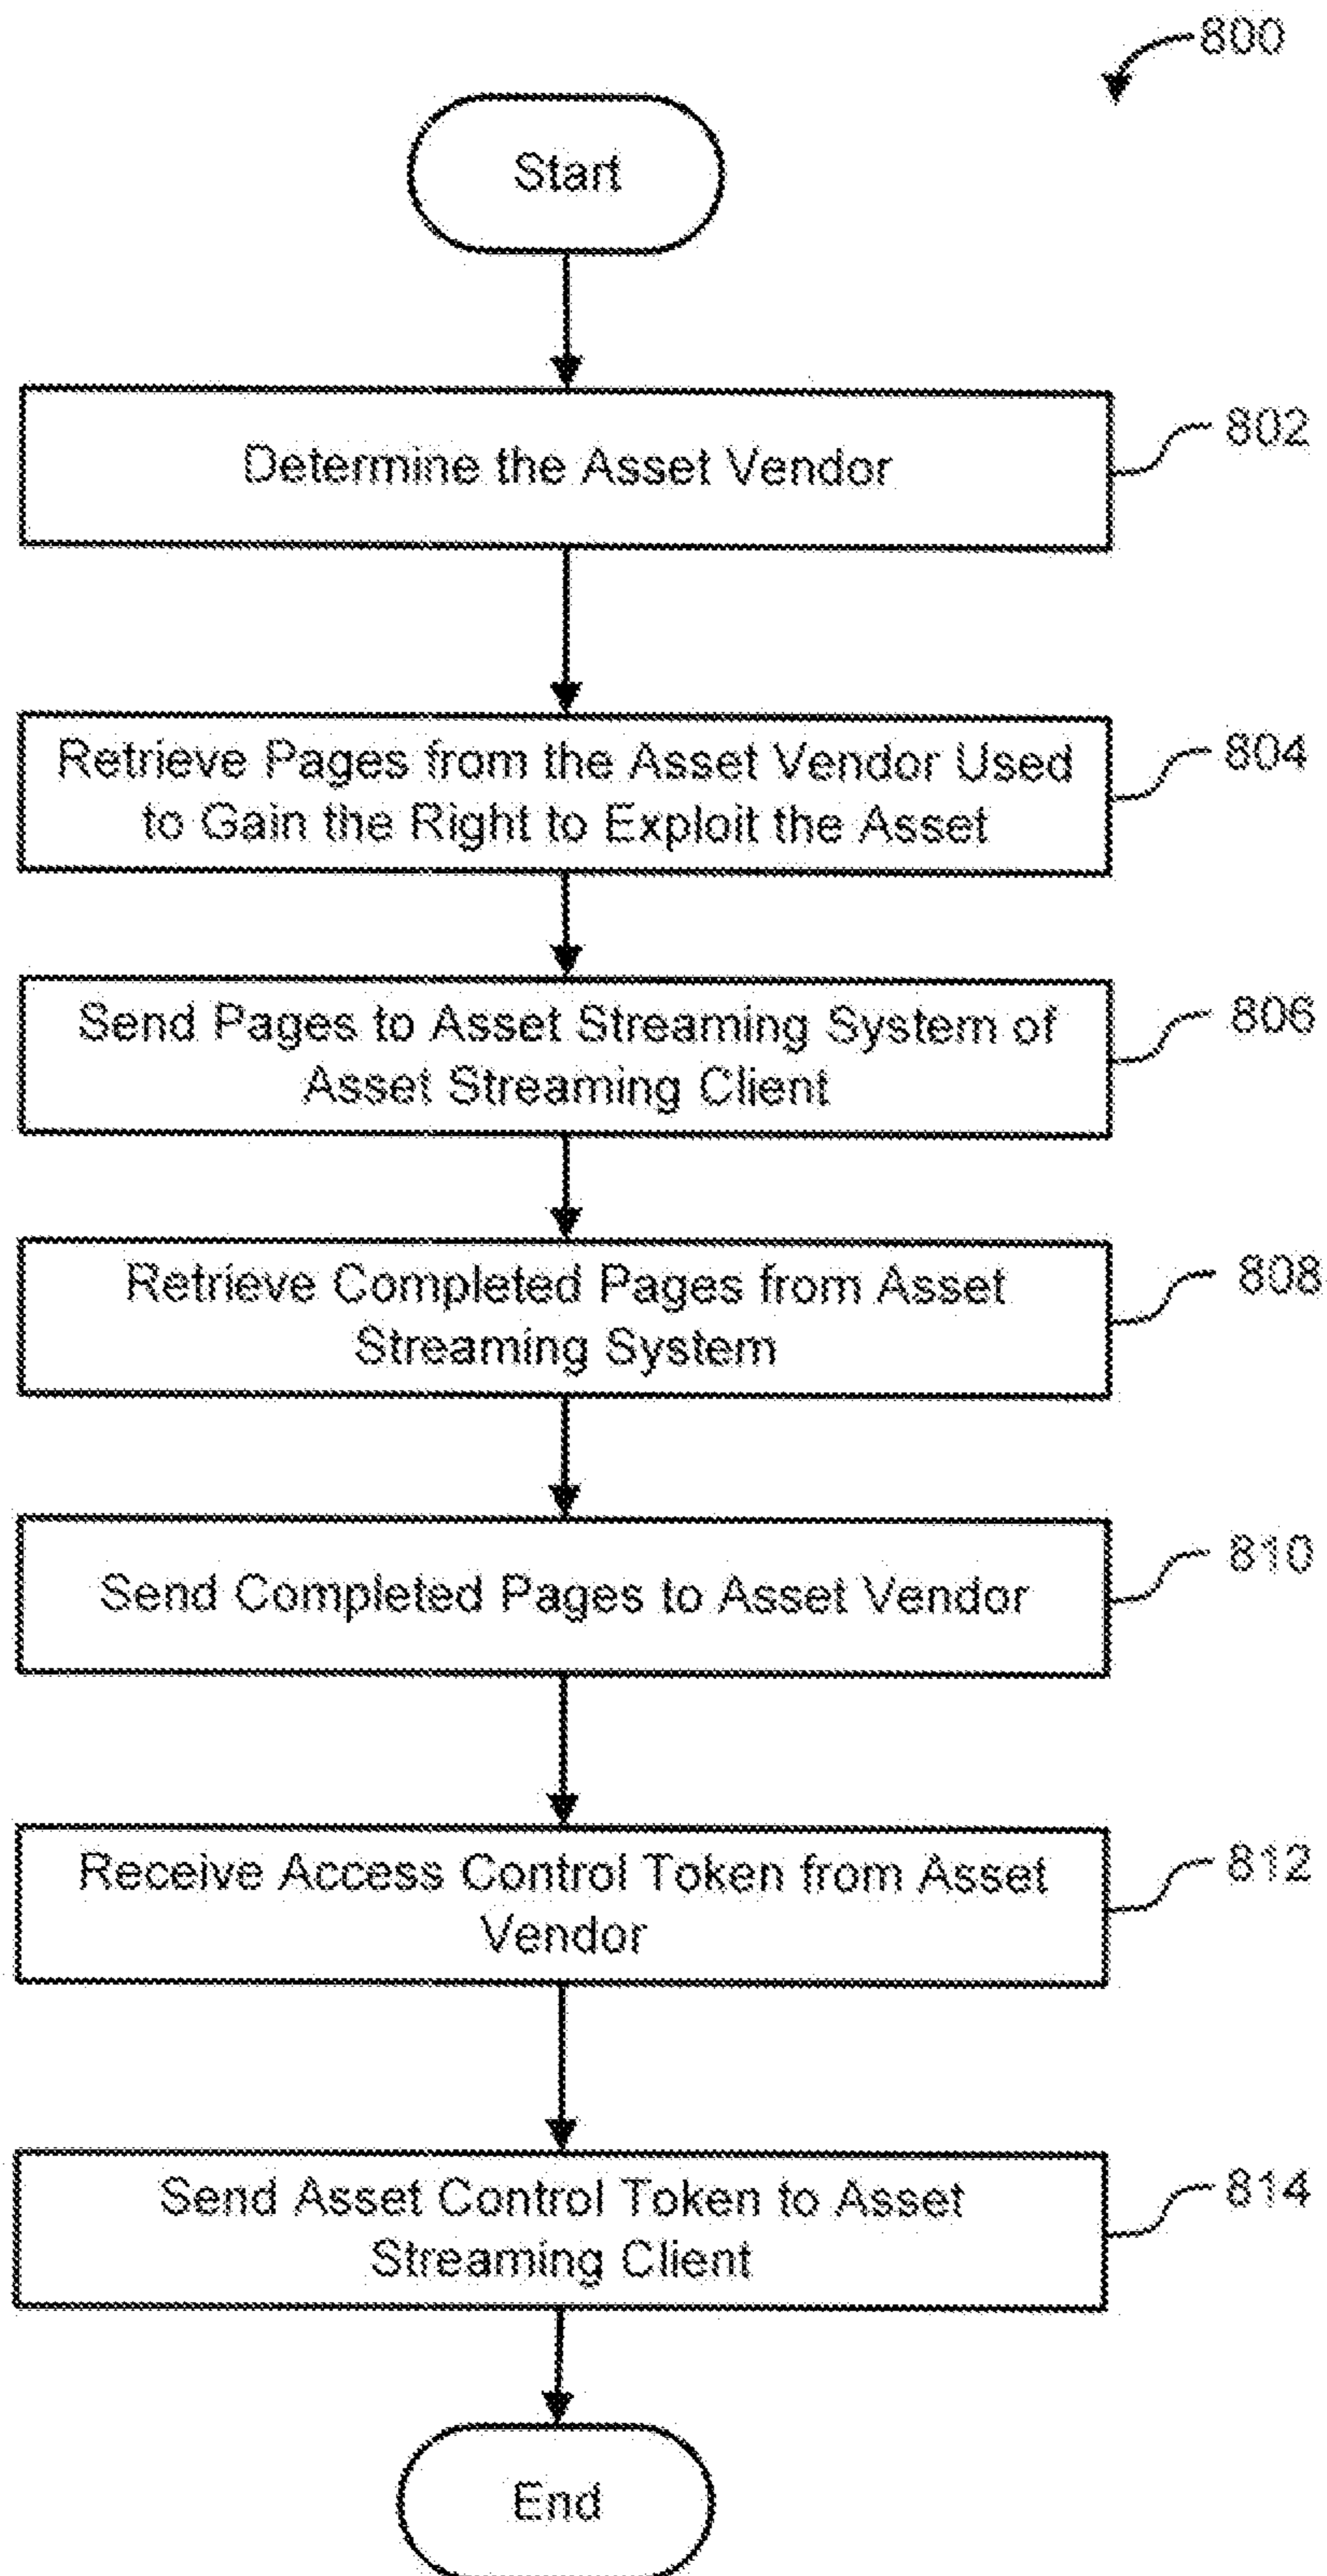 800
Start
Determine the Asset Vendor
802
Retrieve Pages from the Asset Vendor Used
to Gain the Right to Exploit the Asset
804
Send Pages to Asset Streaming System of
Asset Streaming Client
806
Retrieve Completed Pages from Asset
Streaming System
808
Send Completed Pages to Asset Vendor
810
Receive Access Control Token from Asset
Vendor
812
Send Asset Control Token to Asset
Streaming Client
814
End